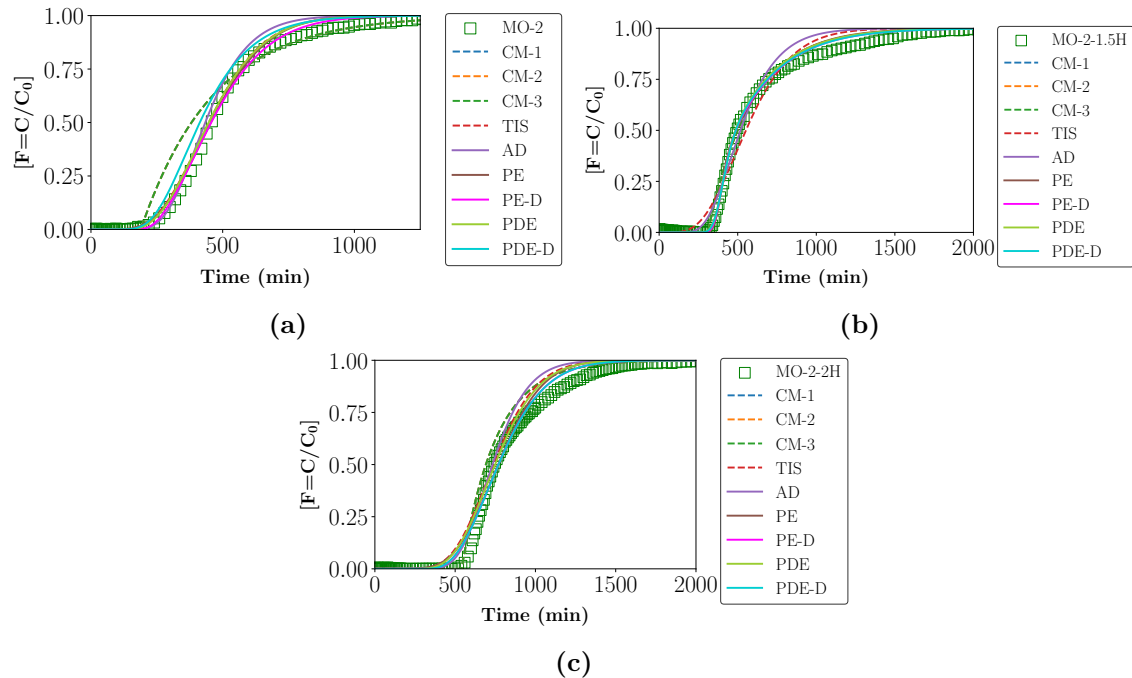 1.00
0.75
0.50
0.25
0.00
[F=C/C0]
0
500
1000
Time (min)
MO-2
CM-1
CM-2
CM-3
TIS
AD
PE
PE-D
PDE
PDE-D
(a)
1.00
0.75
0.50
0.25
0.00
[F=C/C0]
0
500
1000
1500
2000
Time (min)
MO-2-1.5H
CM-1
CM-2
CM-3
TIS
AD
PE
PE-D
PDE
PDE-D
(b)
1.00
0.75
0.50
0.25
0.00
[F=C/C0]
0
500
1000
1500
2000
Time (min)
MO-2-2H
CM-1
CM-2
CM-3
TIS
AD
PE
PE-D
PDE
PDE-D
(c)